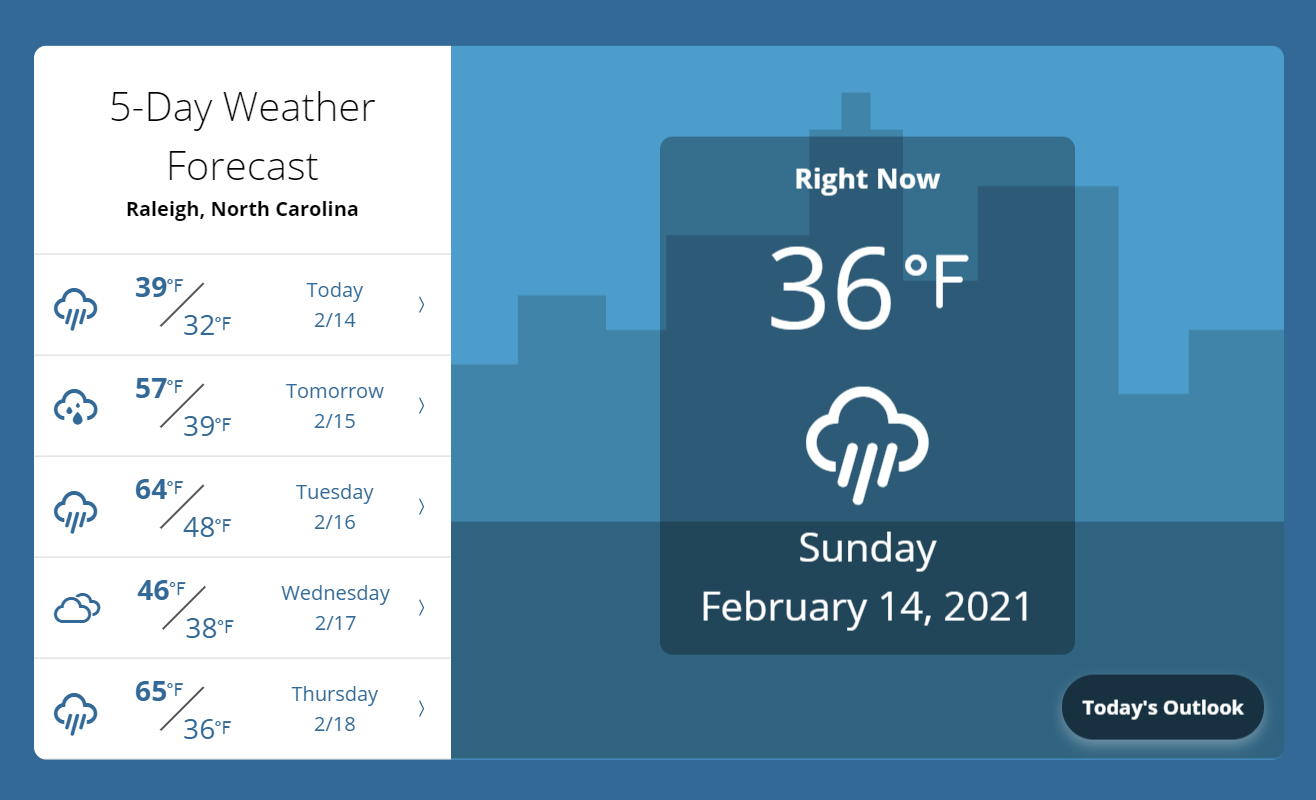 5-Day Weather
Forecast
Raleigh, North Carolina
39°F
32°F
Today
2/14
57°F
39°F
Tomorrow
2/15
64°F
48°F
Tuesday
2/16
46°F
38°F
Wednesday
2/17
65°F
36°F
Thursday
2/18
Right Now
36°F
Sunday
February 14, 2021
Today's Outlook